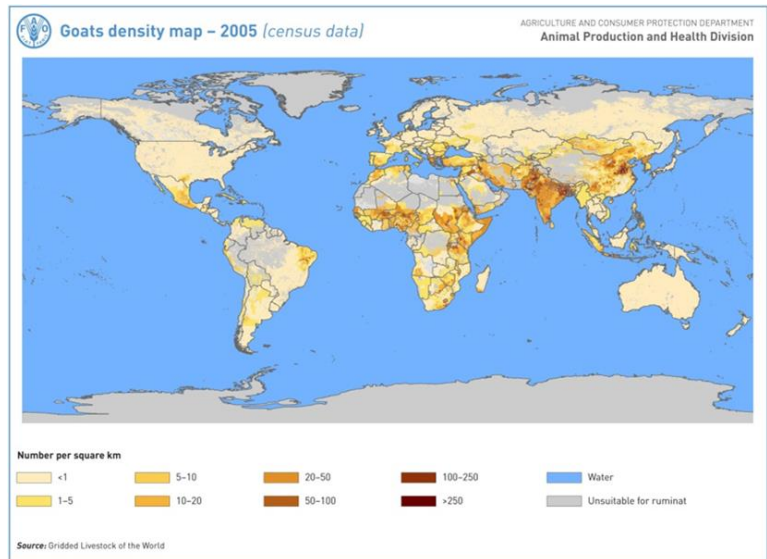 F A O
Goats density map – 2005 (census data)
AGRICULTURE AND CONSUMER PROTECTION DEPARTMENT
Animal Production and Health Division
Number per square km
<1
5–10
20–50
100–250
Water
1–5
10–20
50–100
>250
Unsuitable for ruminat
Source: Gridded Livestock of the World